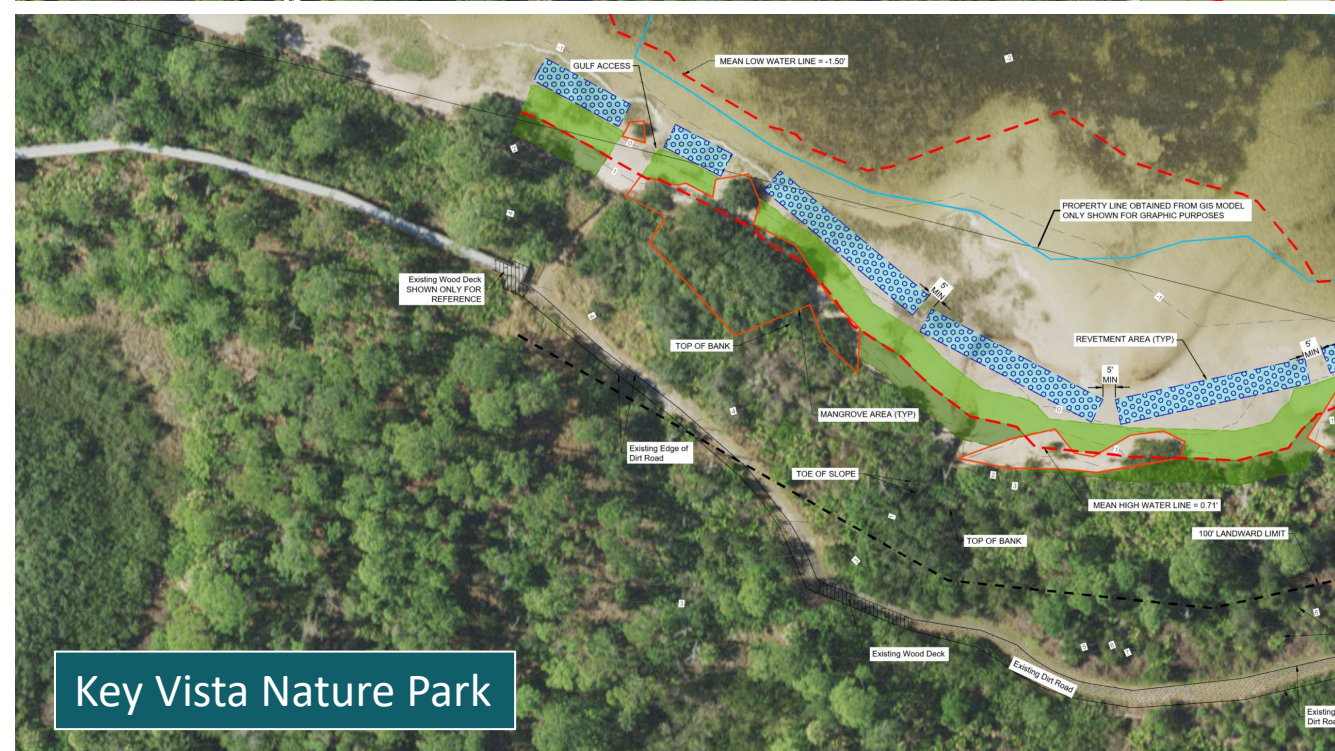 GULF ACCESS
MEAN LOW WATER LINE = -1.50'
PROPERTY LINE OBTAINED FROM GIS MODEL
ONLY SHOWN FOR GRAPHIC PURPOSES
Existing Wood Deck
SHOWN ONLY FOR
REFERENCE
5'
MIN
TOP OF BANK
REVETMENT AREA (TYP)
5'
MIN
5'
MIN
MANGROVE AREA (TYP)
Existing Edge of
Dirt Road
TOE OF SLOPE
MEAN HIGH WATER LINE = 0.71'
TOP OF BANK
100' LANDWARD LIMIT
Existing Wood Deck
Existing Dirt Road
Existing
Dirt Roa
Key Vista Nature Park